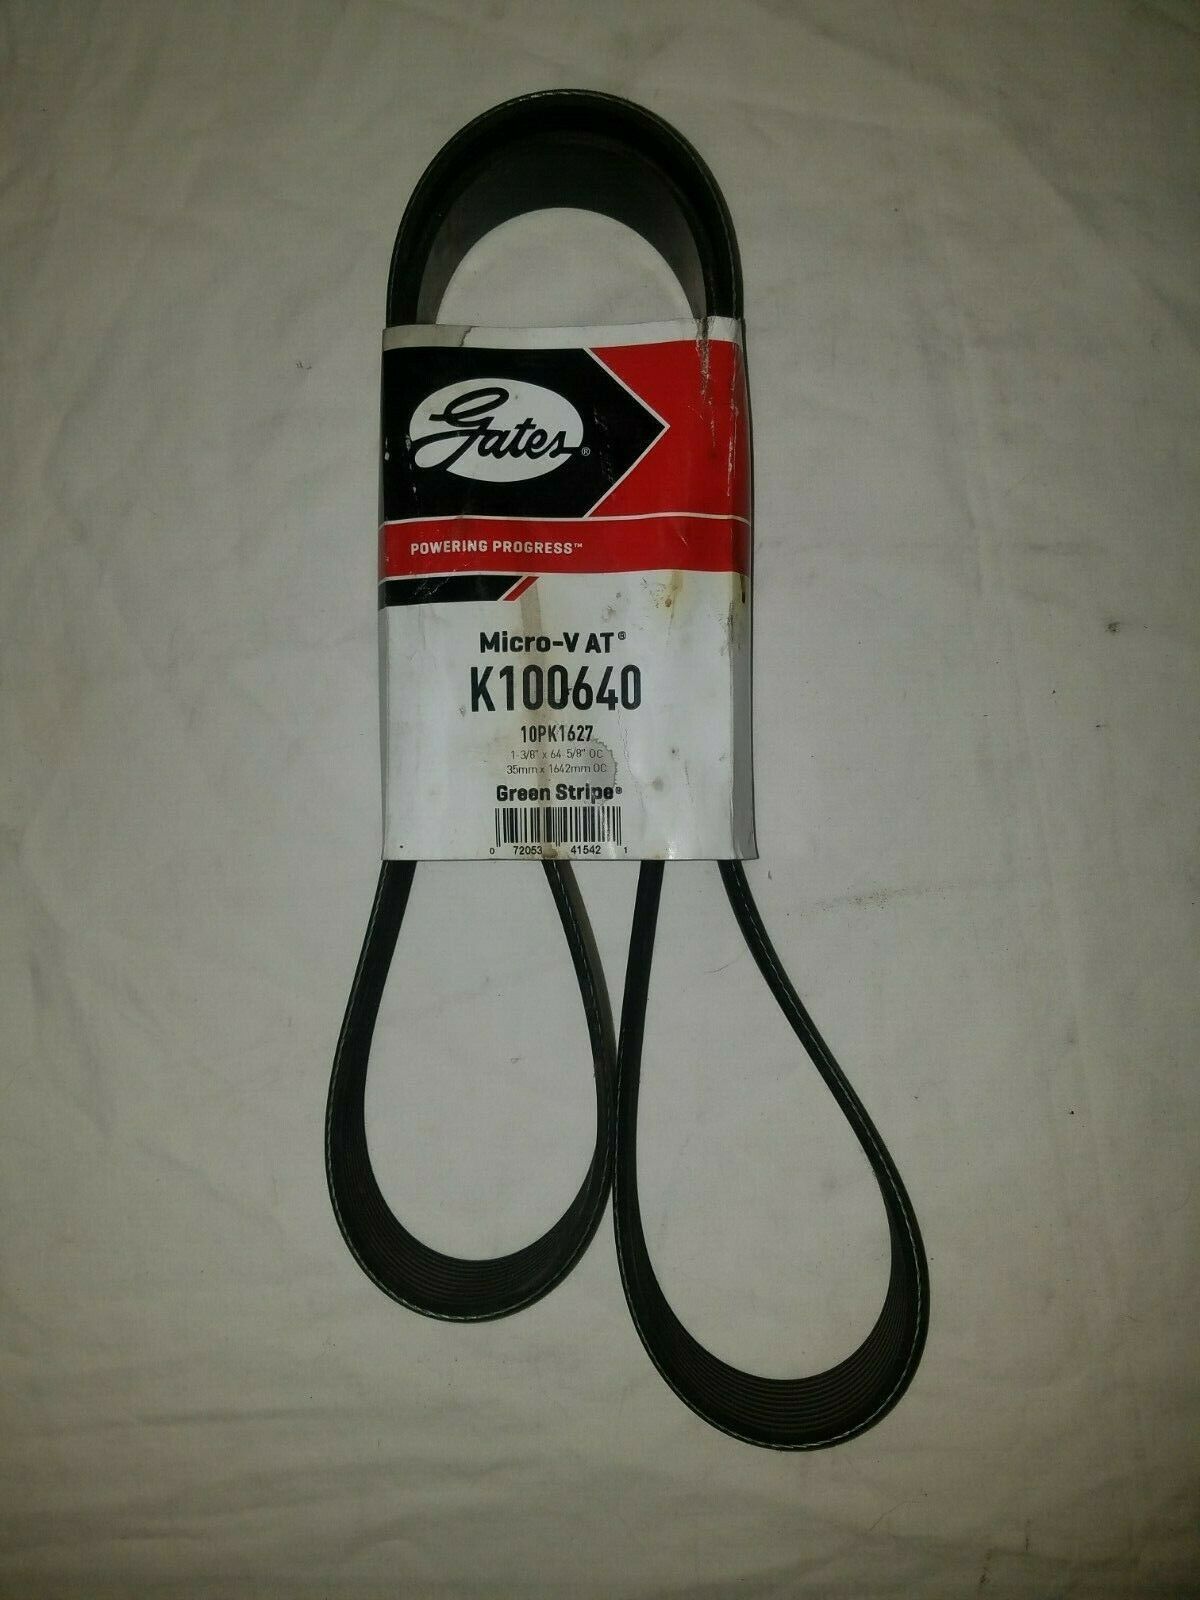 Gates®
POWERING PROGRESS™
Micro-V AT®
K100640
10PK1627
1-3/8" x 64-5/8" OC
35mm x 1642mm OC
Green Stripe®
0 72053 41542 1